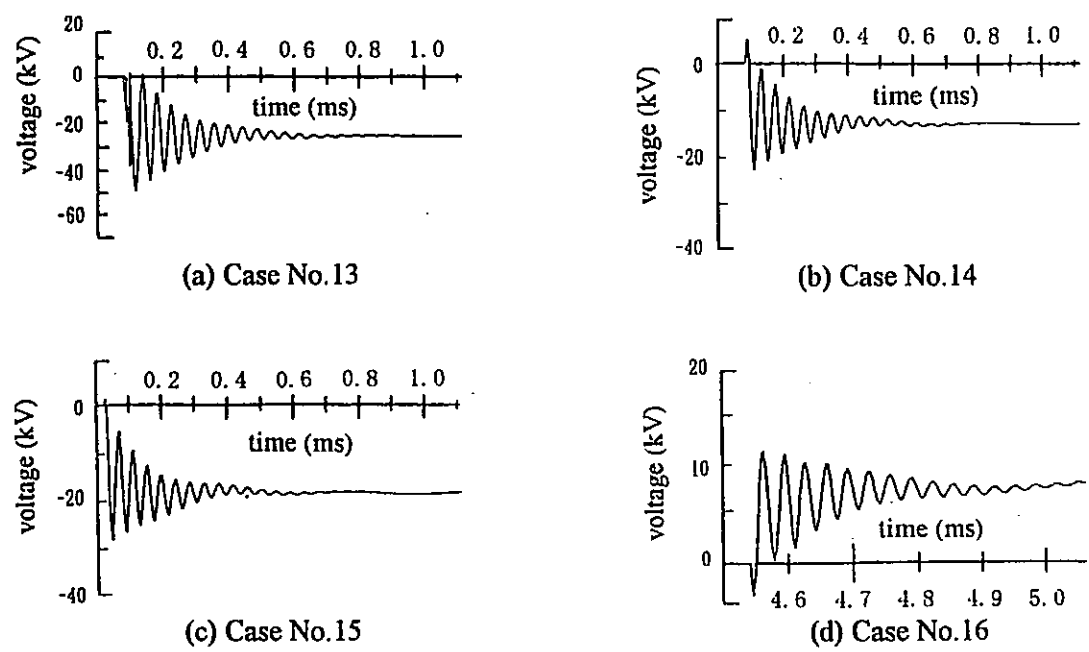 20
0
-20
-40
-60
voltage (kV)
0.2 0.4 0.6 0.8 1.0
time (ms)
(a) Case No.13
20
0
-20
-40
voltage (kV)
0.2 0.4 0.6 0.8 1.0
time (ms)
(b) Case No.14
0
-20
-40
voltage (kV)
0.2 0.4 0.6 0.8 1.0
time (ms)
(c) Case No.15
20
10
0
voltage (kV)
time (ms)
4.6 4.7 4.8 4.9 5.0
(d) Case No.16